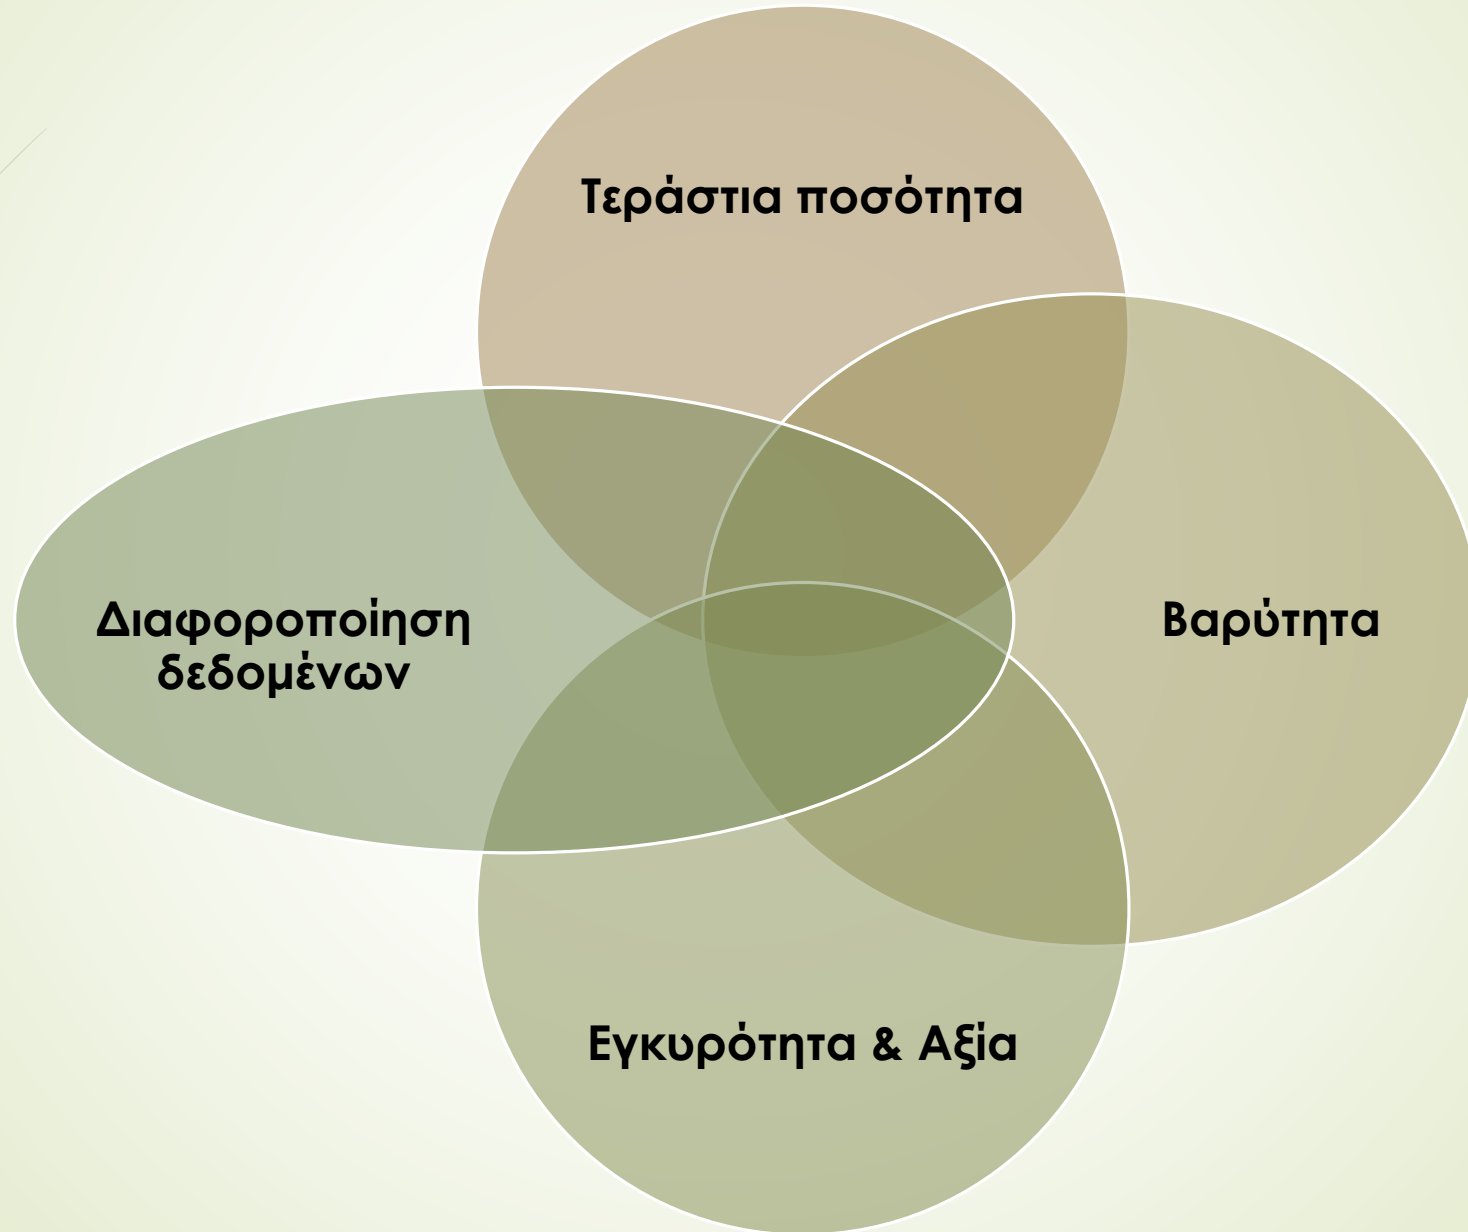 Τεράστια ποσότητα
Διαφοροποίηση
δεδομένων
Βαρύτητα
Εγκυρότητα & Αξία